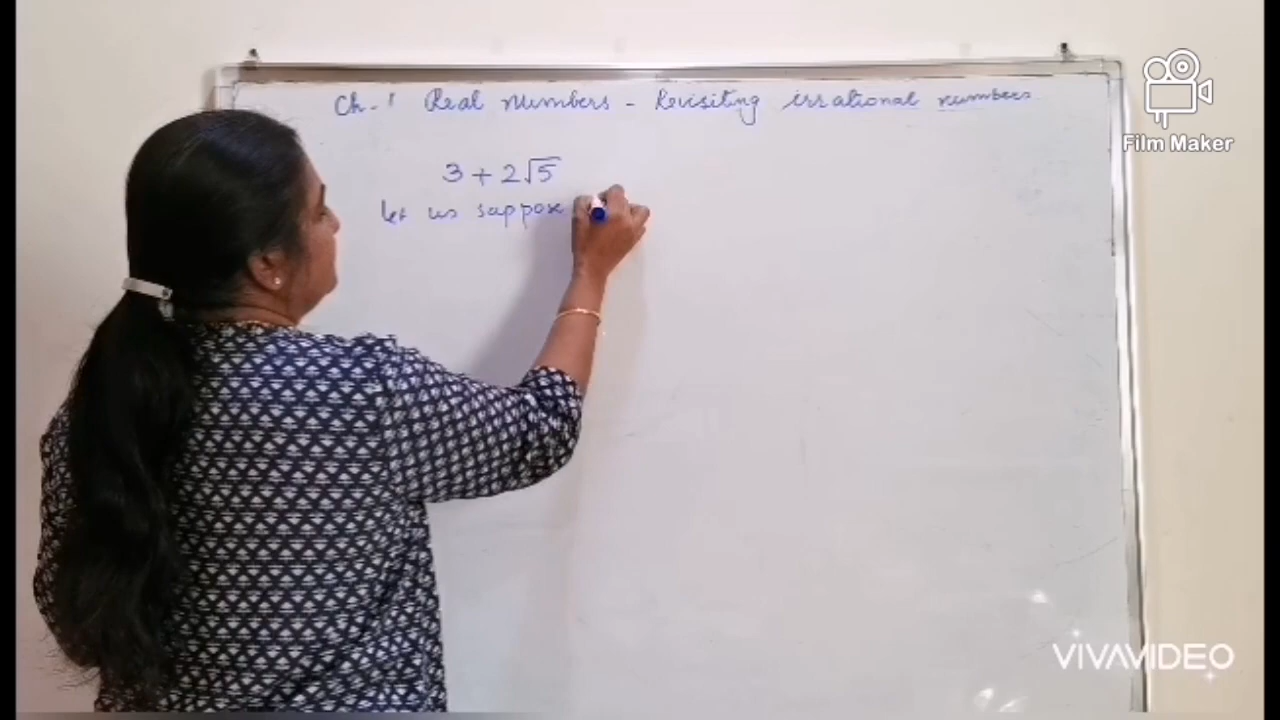 Ch. 1 Real Numbers - Revisiting irrational numbers
3 + 2√5
let us suppose
Film Maker
VIVAVIDEO